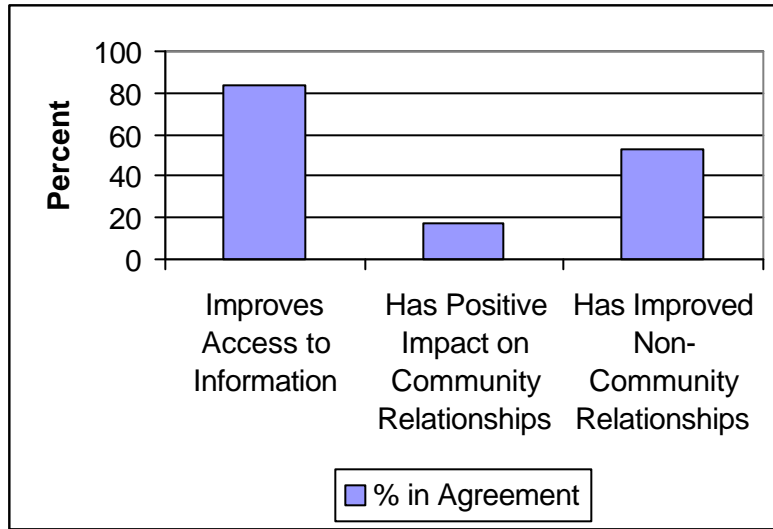 100
80
60
40
20
0
Percent
Improves
Access to
Information
Has Positive
Impact on
Community
Relationships
Has Improved
Non-
Community
Relationships
% in Agreement